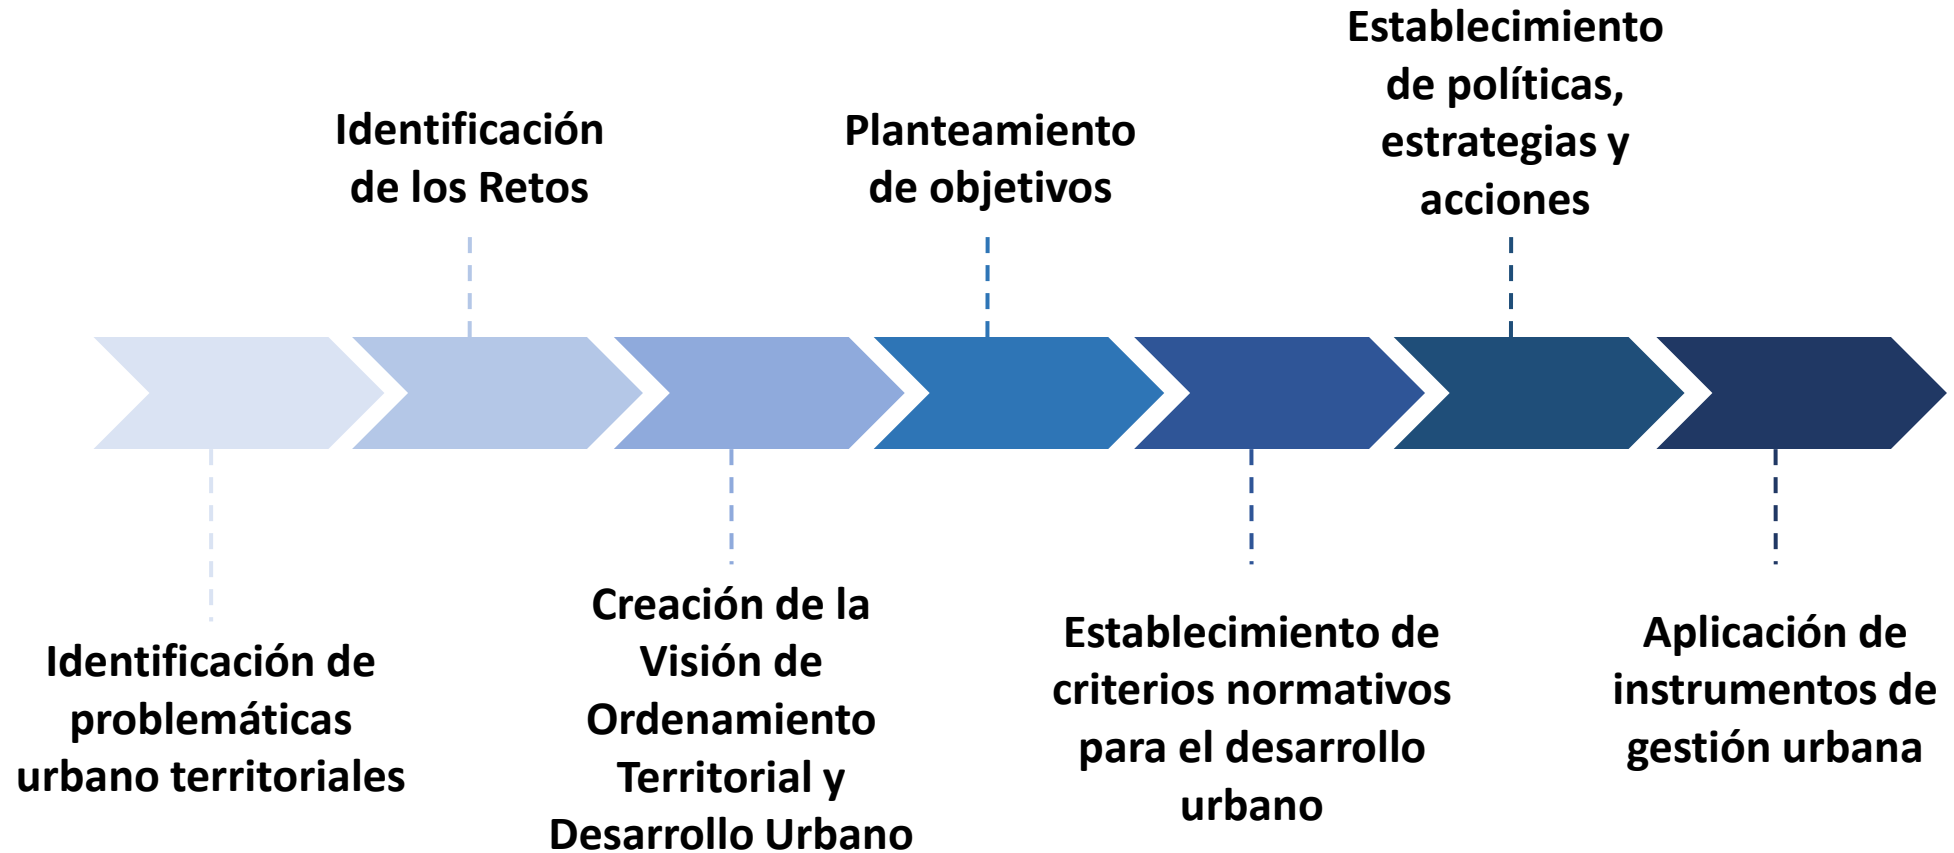 Identificación de
problemáticas
urbano territoriales
Identificación
de los Retos
Creación de la
Visión de
Ordenamiento
Territorial y
Desarrollo Urbano
Planteamiento
de objetivos
Establecimiento de
criterios normativos
para el desarrollo
urbano
Establecimiento
de políticas,
estrategias y
acciones
Aplicación de
instrumentos de
gestión urbana